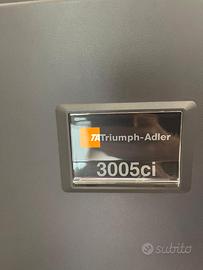 TA Triumph-Adler
3005ci
subito